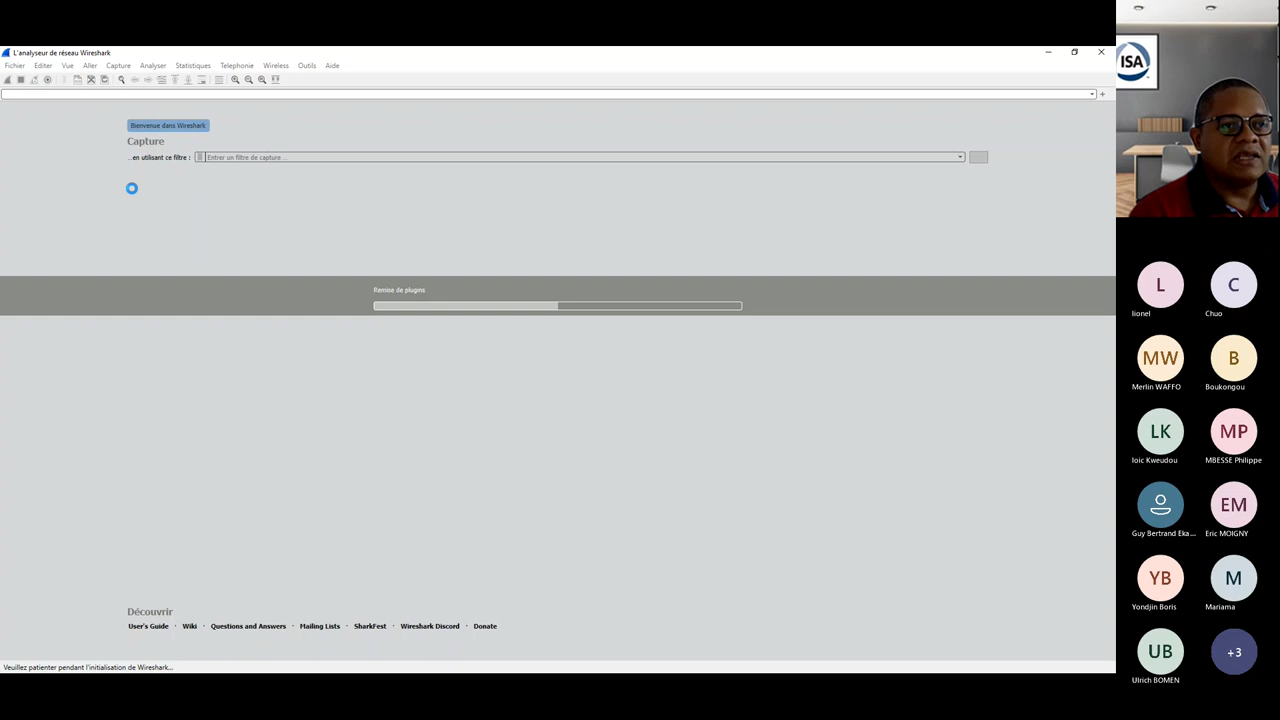 L'analyseur de réseau Wireshark
Fichier Editer Vue Aller Capture Analyser Statistiques Telephonie Wireless Outils Aide
Bienvenue dans Wireshark
Capture
...en utilisant ce filtre :
Entrer un filtre de capture ...
Remise de plugins
Découvrir
User's Guide · Wiki · Questions and Answers · Mailing Lists · SharkFest · Wireshark Discord · Donate
Veuillez patienter pendant l'initialisation de Wireshark...
ISA
L
lionel
C
Chuo
MW
Merlin WAFFO
B
Boukongou
LK
loic Kweudou
MP
MBESSE Philippe
Guy Bertrand Eka...
EM
Eric MOIGNY
YB
Yondjin Boris
M
Mariama
UB
Ulrich BOMEN
+3